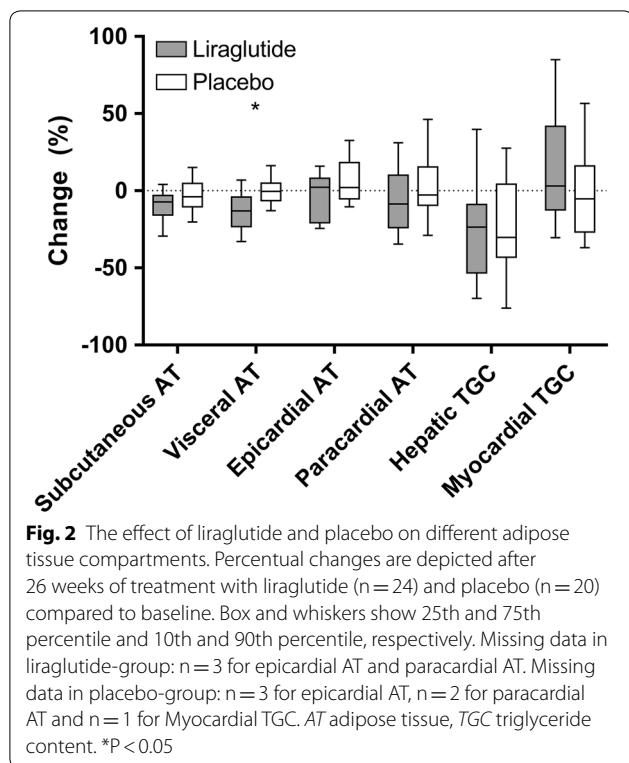 100
50
0
-50
-100
Change (%)
Liraglutide
Placebo
*
Subcutaneous AT
Visceral AT
Epicardial AT
Paracardial AT
Hepatic TGC
Myocardial TGC
Fig. 2 The effect of liraglutide and placebo on different adipose
tissue compartments. Percentual changes are depicted after
26 weeks of treatment with liraglutide (n = 24) and placebo (n = 20)
compared to baseline. Box and whiskers show 25th and 75th
percentile and 10th and 90th percentile, respectively. Missing data in
liraglutide-group: n = 3 for epicardial AT and paracardial AT. Missing
data in placebo-group: n = 3 for epicardial AT, n = 2 for paracardial
AT and n = 1 for Myocardial TGC. AT adipose tissue, TGC triglyceride
content. *P < 0.05